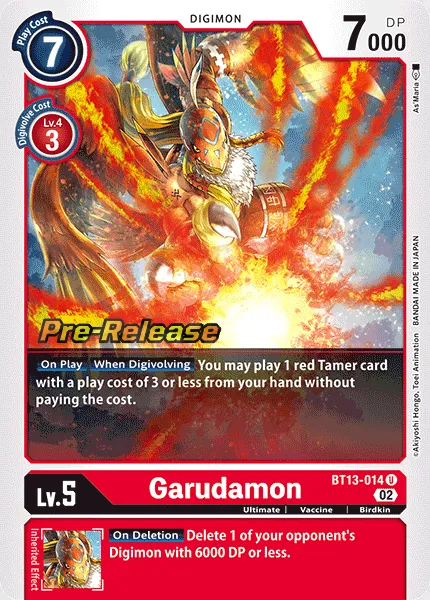 Play Cost
7
DIGIMON
7000
DP
Digivolve Cost
Lv.4
3
As'Maria
Pre-Release
On Play When Digivolving You may play 1 red Tamer card
with a play cost of 3 or less from your hand without
paying the cost.
©Akiyoshi Hongo, Toei Animation BANDAI MADE IN JAPAN
Lv.5
Garudamon
BT13-014 U
02
Ultimate | Vaccine | Birdkin
Inherited Effect
On Deletion Delete 1 of your opponent's
Digimon with 6000 DP or less.